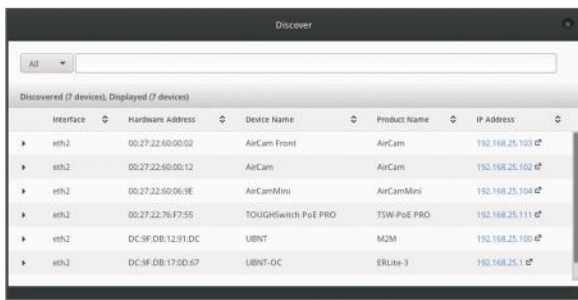 Discover
All
Discovered (7 devices), Displayed (7 devices)
Interface Hardware Address Device Name Product Name IP Address
eth2 00:27:22:60:00:02 AirCam Front AirCam 192.168.25.103
eth2 00:27:22:60:00:12 AirCam AirCam 192.168.25.102
eth2 00:27:22:60:06:9E AirCamMini AirCamMini 192.168.25.104
eth2 00:27:22:76:F7:55 TOUGHSwitch PoE PRO TSW-PoE PRO 192.168.25.111
eth2 DC:9F:DB:12:91:DC UBNT M2M 192.168.25.100
eth2 DC:9F:DB:17:0D:67 UBNT-OC ERLite-3 192.168.25.1